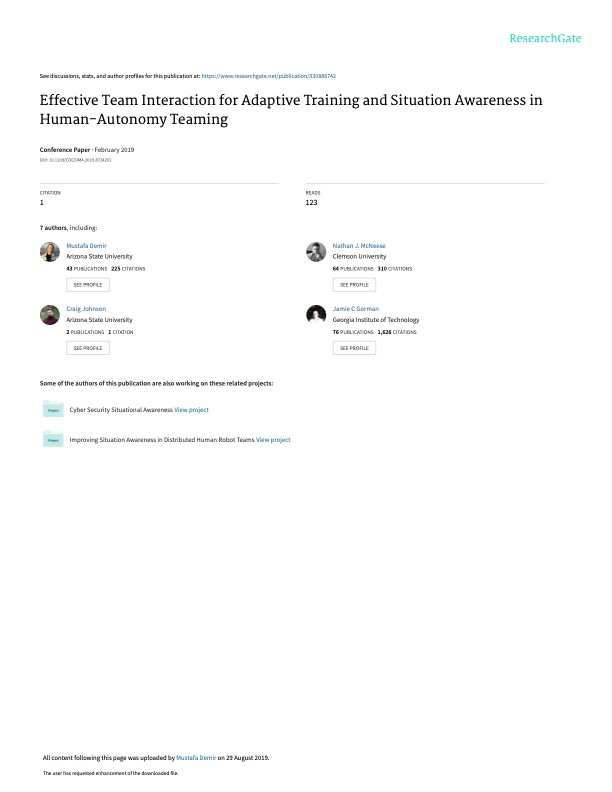 ResearchGate
See discussions, stats, and author profiles for this publication at: https://www.researchgate.net/publication/330886742
Effective Team Interaction for Adaptive Training and Situation Awareness in
Human-Autonomy Teaming
Conference Paper · February 2019
DOI: 10.1109/COGSIMA.2019.8724202
CITATION
1
READS
123
7 authors, including:
Mustafa Demir
Arizona State University
43 PUBLICATIONS 225 CITATIONS
SEE PROFILE
Nathan J. McNeese
Clemson University
64 PUBLICATIONS 310 CITATIONS
SEE PROFILE
Craig Johnson
Arizona State University
2 PUBLICATIONS 1 CITATION
SEE PROFILE
Jamie C Gorman
Georgia Institute of Technology
76 PUBLICATIONS 1,626 CITATIONS
SEE PROFILE
Some of the authors of this publication are also working on these related projects:
Project
Cyber Security Situational Awareness View project
Project
Improving Situation Awareness in Distributed Human Robot Teams View project
All content following this page was uploaded by Mustafa Demir on 29 August 2019.
The user has requested enhancement of the downloaded file.